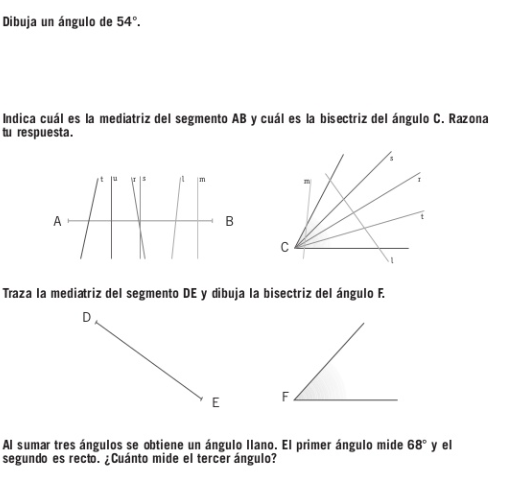 Dibuja un ángulo de 54°.
Indica cuál es la mediatriz del segmento AB y cuál es la bisectriz del ángulo C. Razona
tu respuesta.
t u r s l m
A B
m s r t l
C
Traza la mediatriz del segmento DE y dibuja la bisectriz del ángulo F.
D
E
F
Al sumar tres ángulos se obtiene un ángulo llano. El primer ángulo mide 68° y el
segundo es recto. ¿Cuánto mide el tercer ángulo?